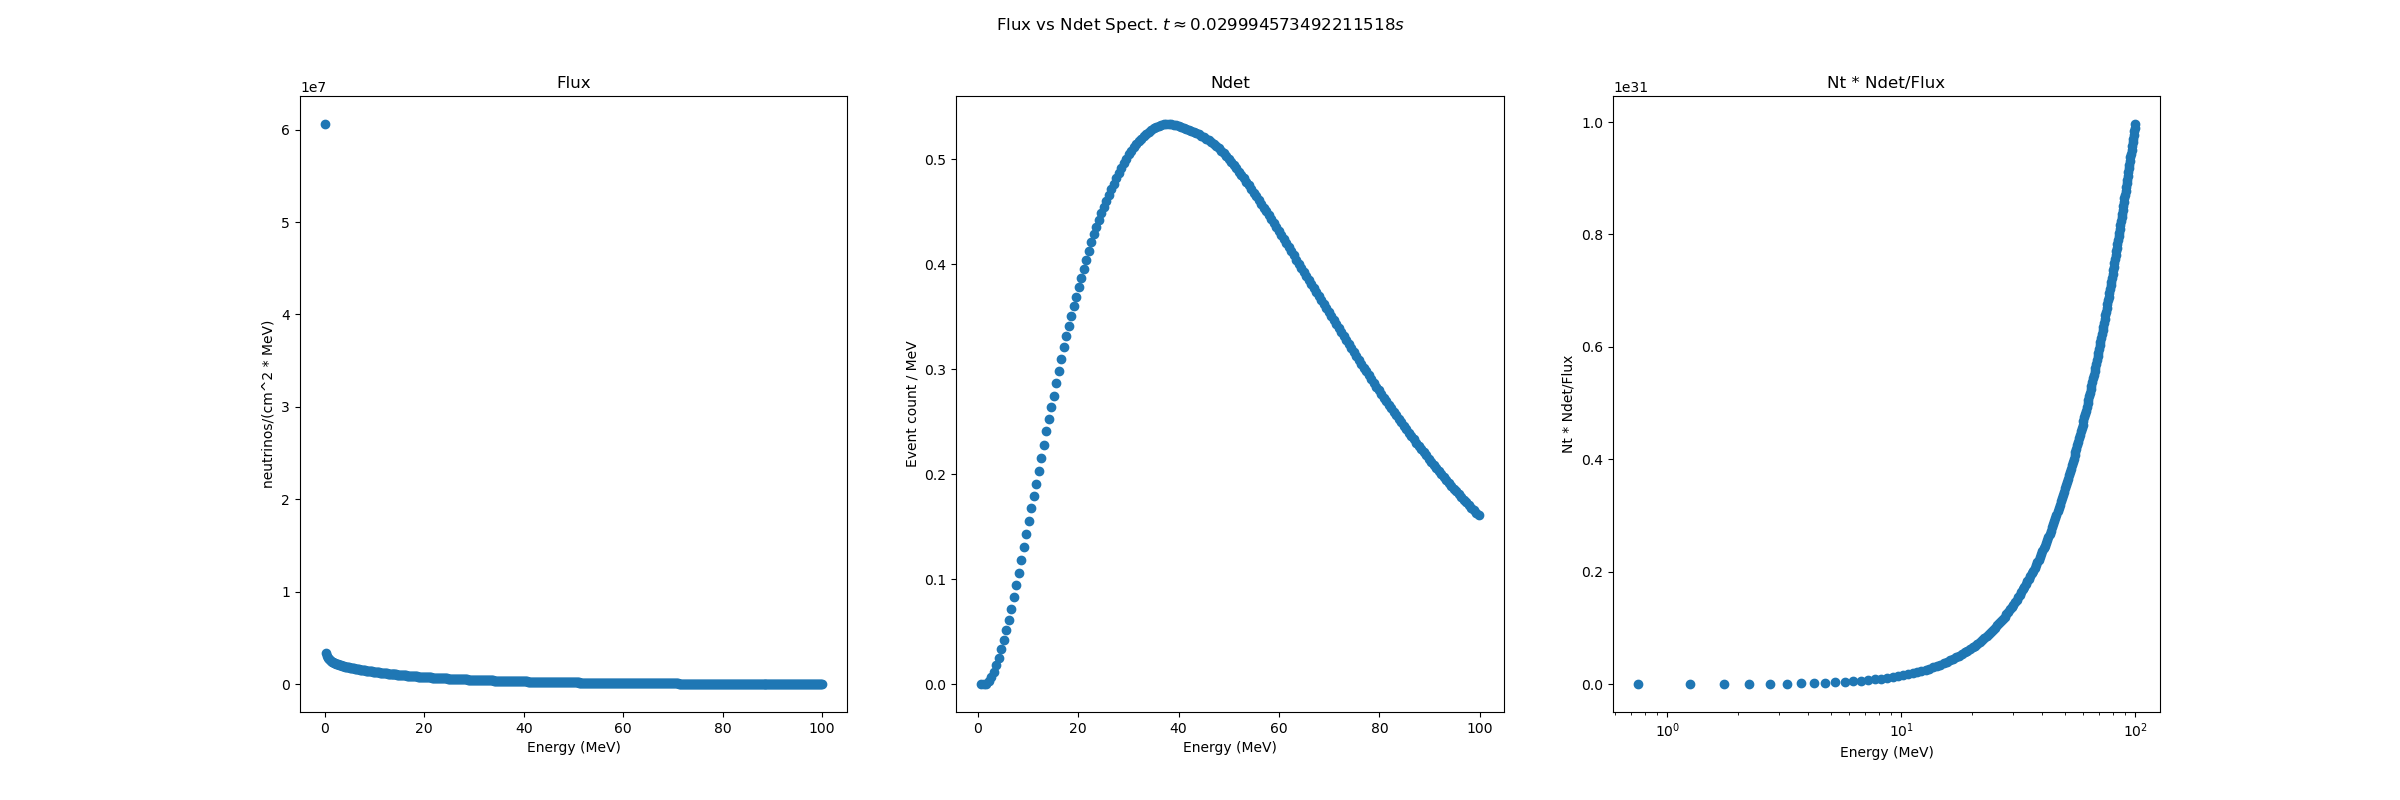 Flux vs Ndet Spect. t ≈ 0.029994573492211518s
Flux
1e7
6
5
4
3
2
1
0
neutrinos/(cm^2 * MeV)
0 20 40 60 80 100
Energy (MeV)
Ndet
0.5
0.4
0.3
0.2
0.1
0.0
Event count / MeV
0 20 40 60 80 100
Energy (MeV)
Nt * Ndet/Flux
1e31
1.0
0.8
0.6
0.4
0.2
0.0
Nt * Ndet/Flux
10^0 10^1 10^2
Energy (MeV)